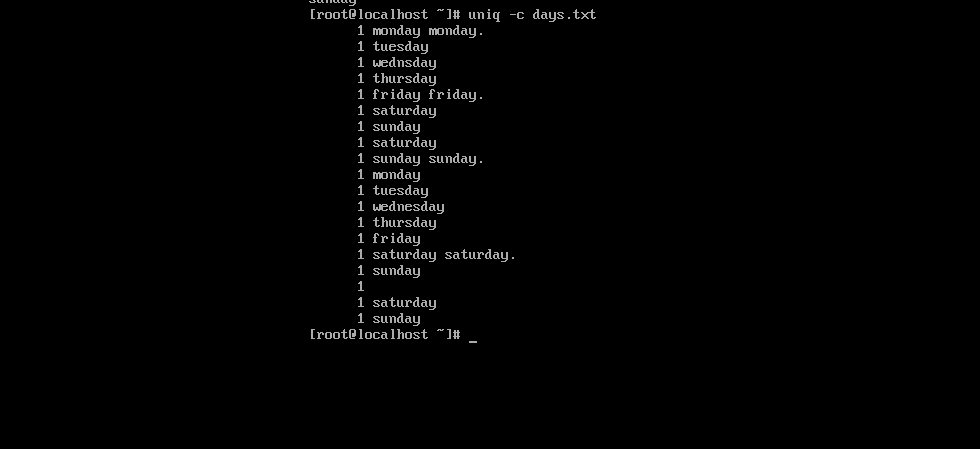 sunday
[root@localhost ~]# uniq -c days.txt
1 monday monday.
1 tuesday
1 wednsday
1 thursday
1 friday friday.
1 saturday
1 sunday
1 saturday
1 sunday sunday.
1 monday
1 tuesday
1 wednesday
1 thursday
1 friday
1 saturday saturday.
1 sunday
1
1 saturday
1 sunday
[root@localhost ~]# _